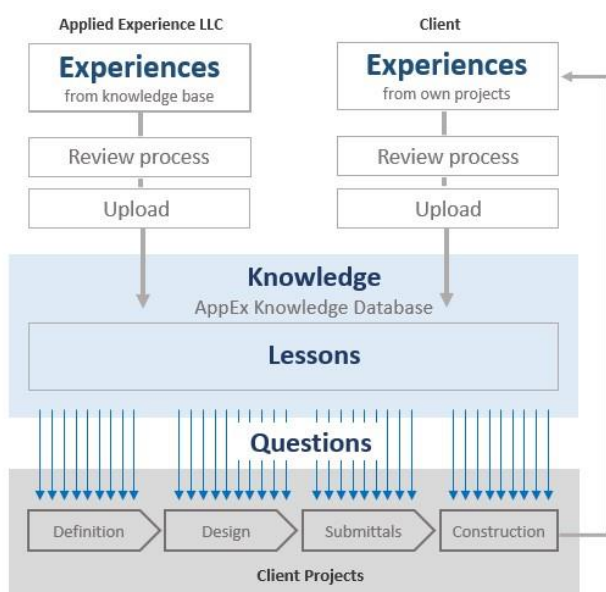 Applied Experience LLC
Client
Experiences
from knowledge base
Experiences
from own projects
Review process
Review process
Upload
Upload
Knowledge
AppEx Knowledge Database
Lessons
Questions
Definition
Design
Submittals
Construction
Client Projects